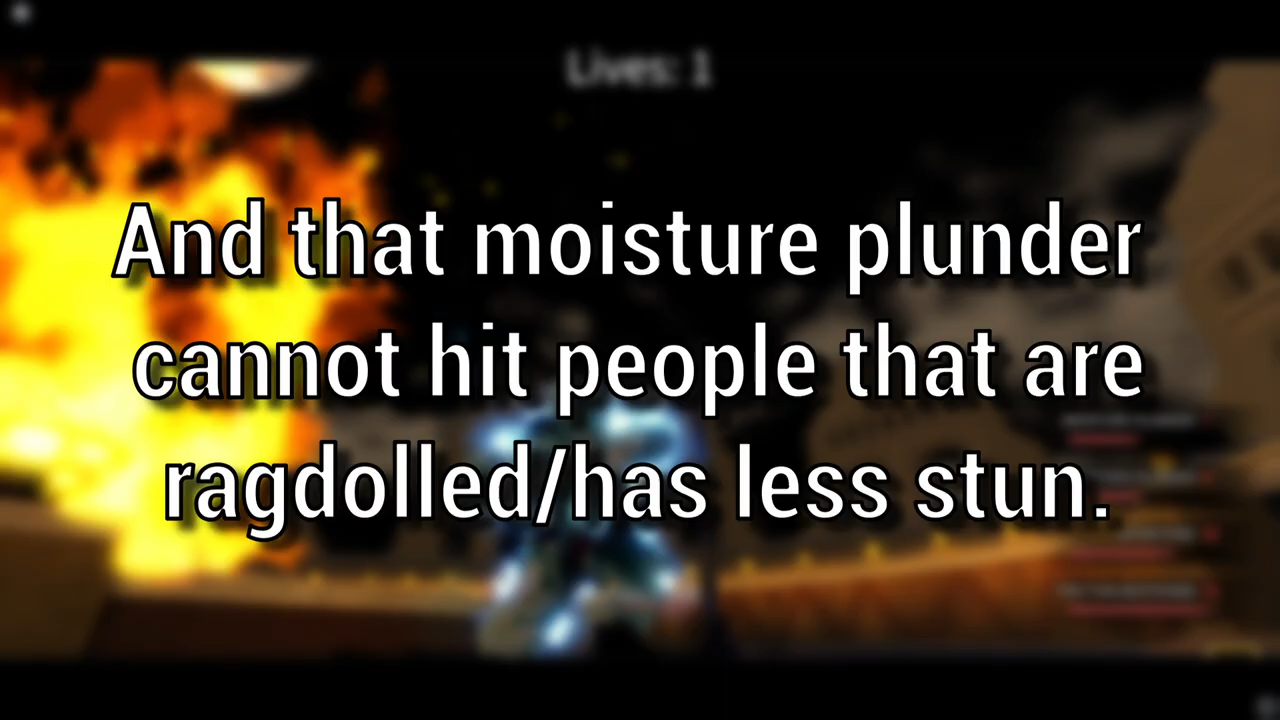 Lives: 1
And that moisture plunder
cannot hit people that are
ragdolled/has less stun.